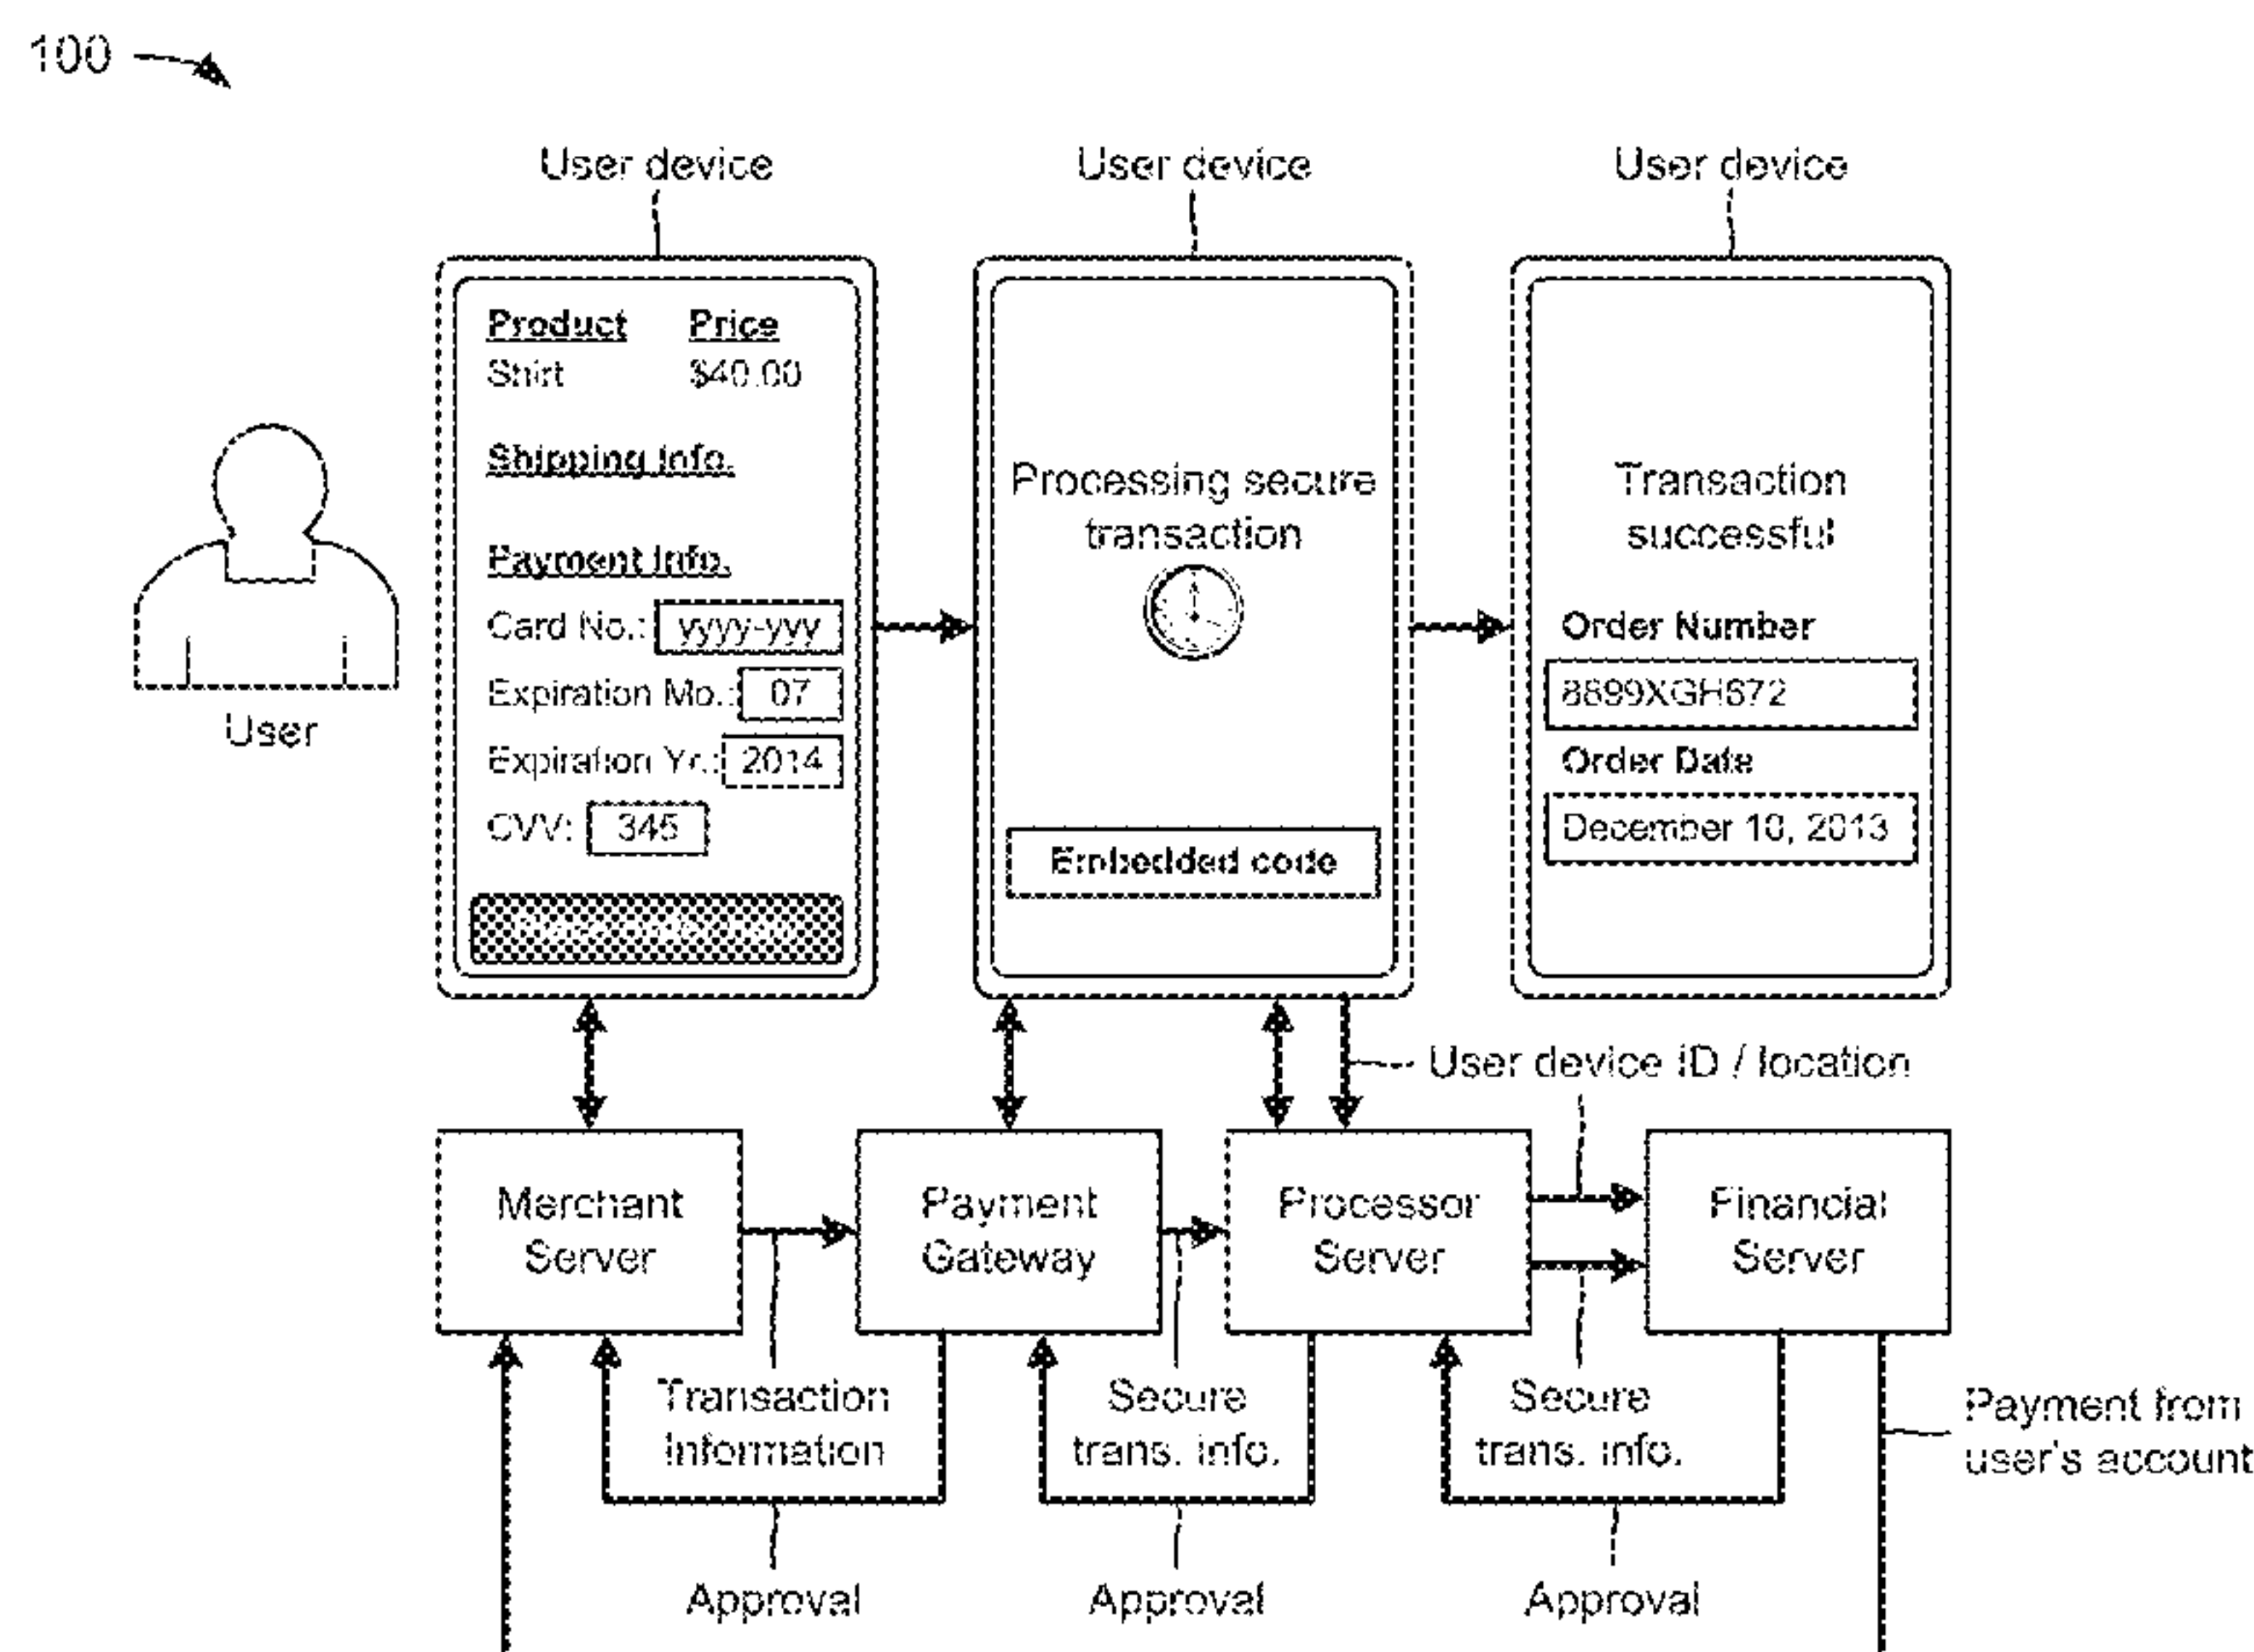 100
User device
User device
User device
Product Price
Shirt $40.00
Shipping Info.
Payment Info.
Card No.: yyyy-yyy
Expiration Mo.: 07
Expiration Yr.: 2014
CVV: 345
Place order now
User
Processing secure
transaction
Embedded code
Transaction
successful
Order Number
8899XGH672
Order Date
December 10, 2013
User device ID / location
Merchant
Server
Payment
Gateway
Processor
Server
Financial
Server
Transaction
Information
Secure
trans. info.
Secure
trans. info.
Payment from
user's account
Approval
Approval
Approval